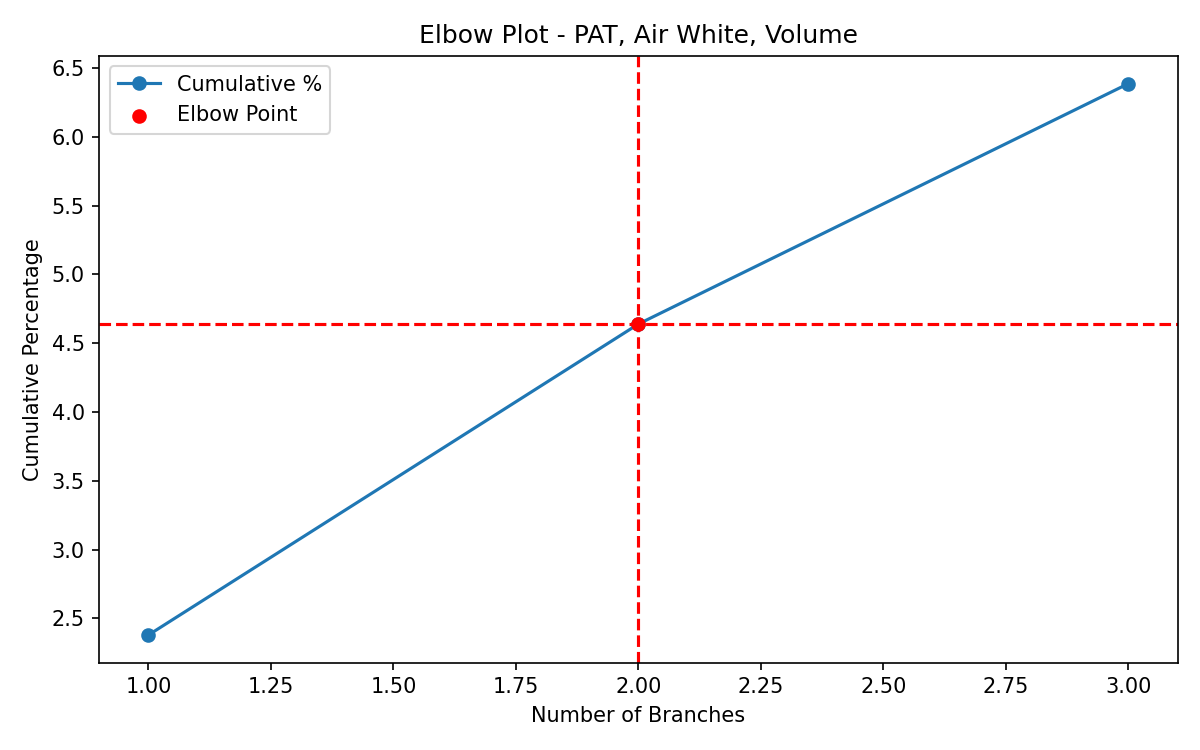 Elbow Plot - PAT, Air White, Volume
Cumulative %
Elbow Point
Cumulative Percentage
6.5
6.0
5.5
5.0
4.5
4.0
3.5
3.0
2.5
1.00 1.25 1.50 1.75 2.00 2.25 2.50 2.75 3.00
Number of Branches